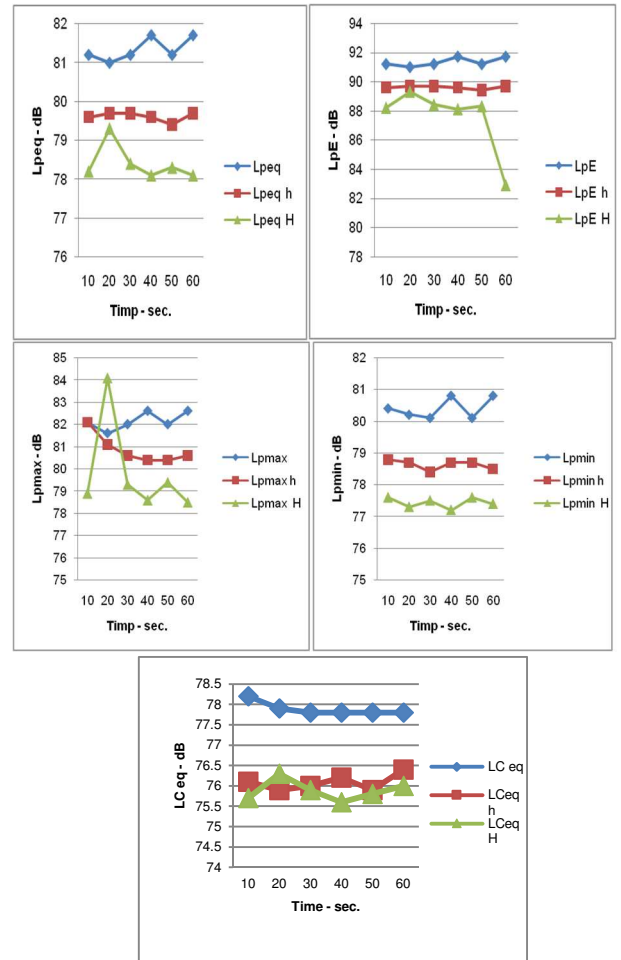 82
81
80
79
78
77
76
Lpeq - dB
10 20 30 40 50 60
Timp - sec.
Lpeq
Lpeq h
Lpeq H
94
92
90
88
86
84
82
80
78
LpE - dB
10 20 30 40 50 60
Timp - sec.
LpE
LpE h
LpE H
85
84
83
82
81
80
79
78
77
76
75
Lpmax - dB
10 20 30 40 50 60
Timp - sec.
Lpmax
Lpmax h
Lpmax H
82
81
80
79
78
77
76
75
Lpmin - dB
10 20 30 40 50 60
Timp - sec.
Lpmin
Lpmin h
Lpmin H
78.5
78
77.5
77
76.5
76
75.5
75
74.5
74
LC eq - dB
10 20 30 40 50 60
Time - sec.
LC eq
LCeq
h
LCeq
H